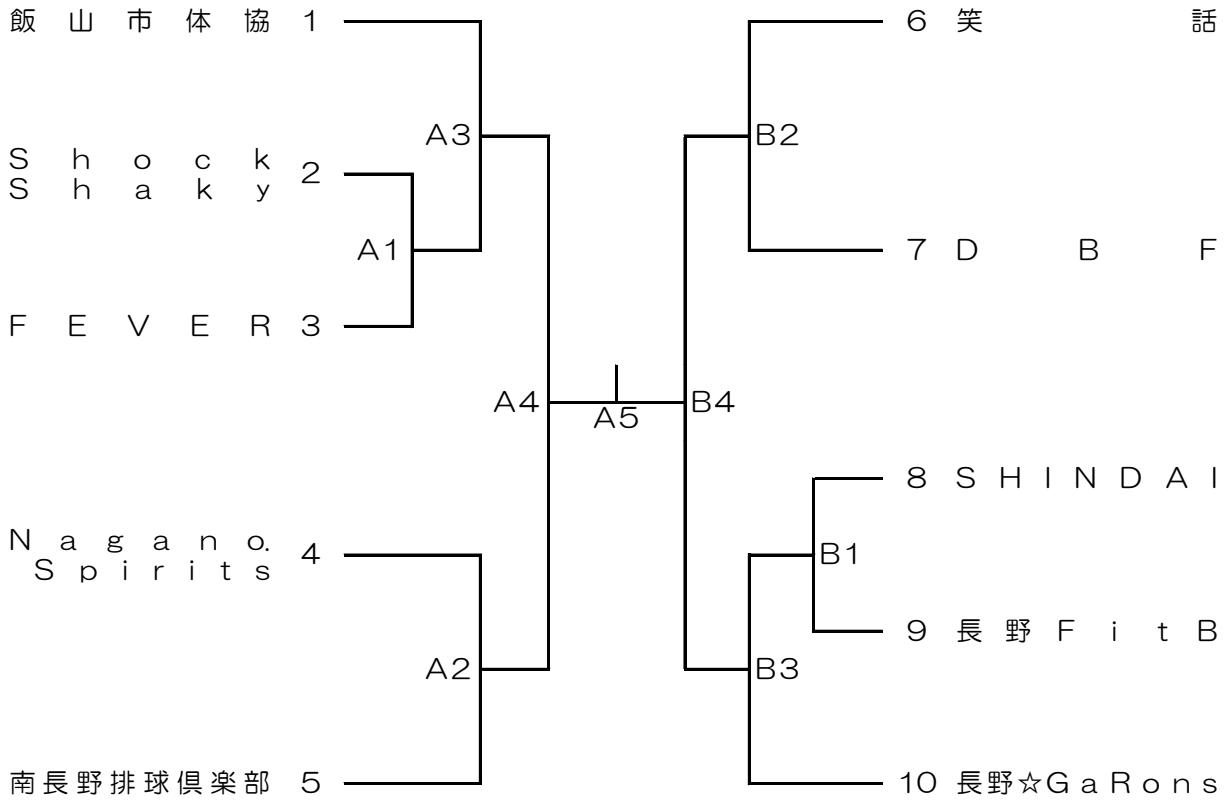 飯山市体協 1
A3
Shock
Shaky 2
A1
FEVER 3
A4
Nagano.
Spirits 4
A2
南長野排球倶楽部 5
A5
6 笑話
B2
7 DBF
B4
8 SHINDAI
B1
9 長野FitB
B3
10 長野☆GaRons